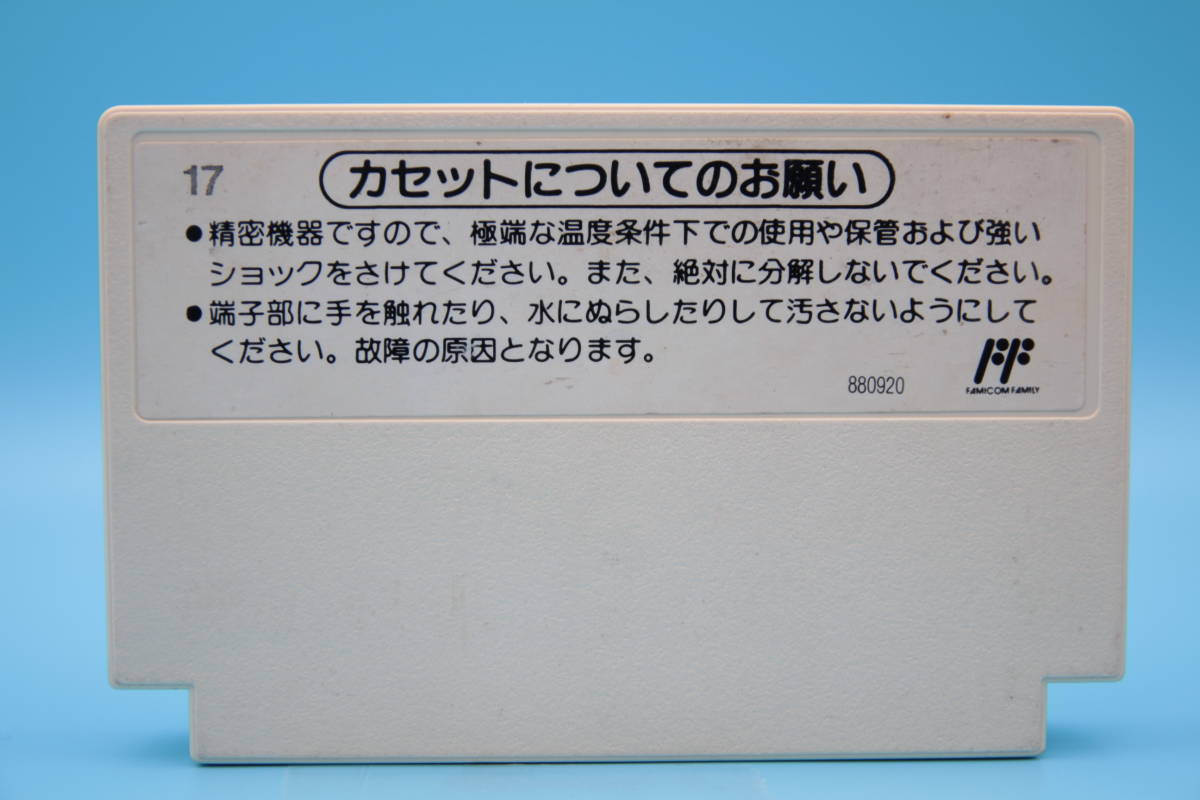 17
カセットについてのお願い
●精密機器ですので、極端な温度条件下での使用や保管および強い
ショックをさけてください。また、絶対に分解しないでください。
●端子部に手を触れたり、水にぬらしたりして汚さないようにして
ください。故障の原因となります。
880920
FF
FAMICOM FAMILY